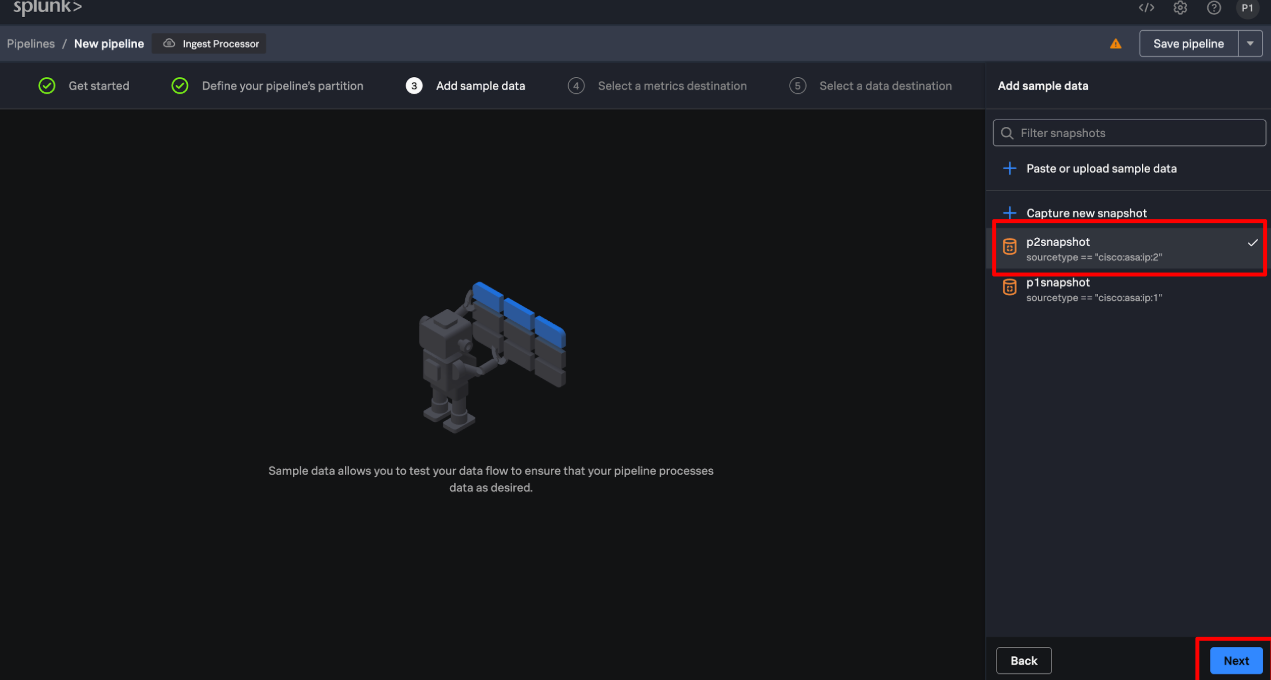 splunk>
P1
Pipelines / New pipeline Ingest Processor
Save pipeline
Get started
Define your pipeline's partition
3 Add sample data
4 Select a metrics destination
5 Select a data destination
Sample data allows you to test your data flow to ensure that your pipeline processes
data as desired.
Add sample data
Filter snapshots
Paste or upload sample data
Capture new snapshot
p2snapshot
sourcetype == "cisco:asa:ip:2"
p1snapshot
sourcetype == "cisco:asa:ip:1"
Back
Next